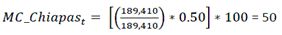 MC_Chiapas_t = [(189,410/189,410) * 0.50] * 100 = 50